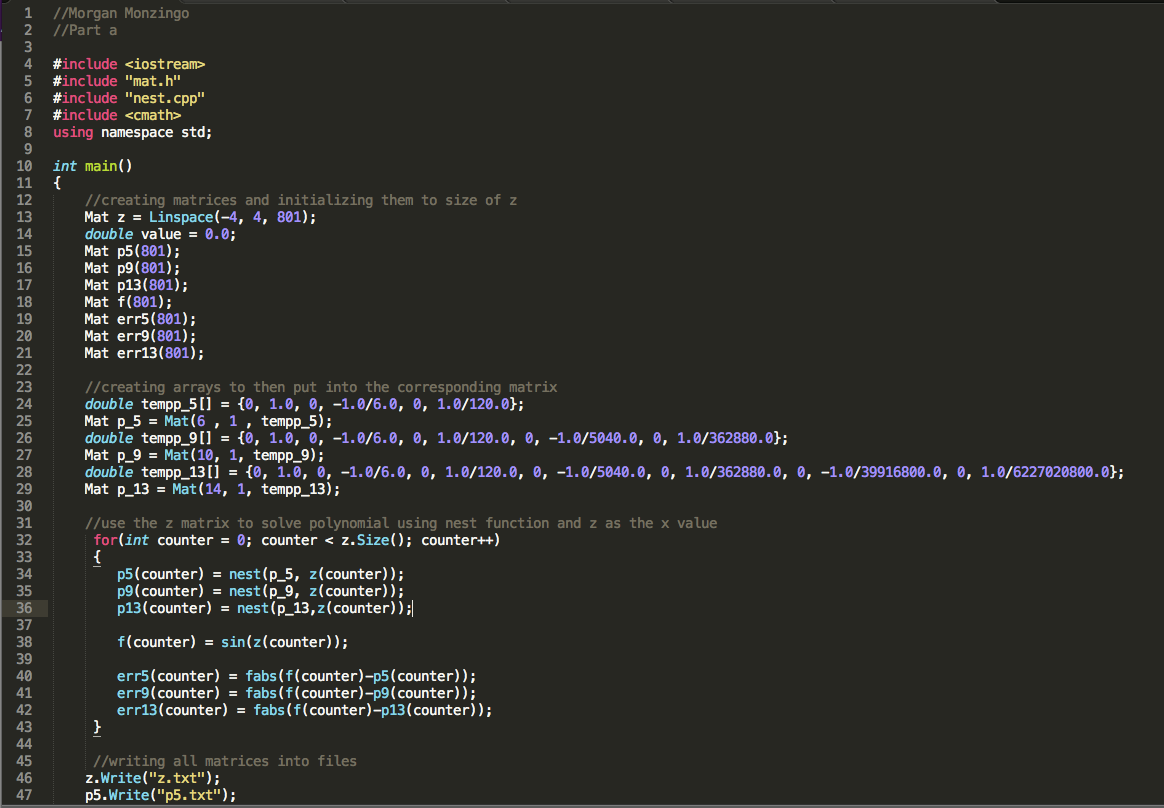 1 //Morgan Monzingo
2 //Part a
3
4 #include <iostream>
5 #include "mat.h"
6 #include "nest.cpp"
7 #include <cmath>
8 using namespace std;
9
10 int main()
11 {
12 //creating matrices and initializing them to size of z
13 Mat z = Linspace(-4, 4, 801);
14 double value = 0.0;
15 Mat p5(801);
16 Mat p9(801);
17 Mat p13(801);
18 Mat f(801);
19 Mat err5(801);
20 Mat err9(801);
21 Mat err13(801);
22
23 //creating arrays to then put into the corresponding matrix
24 double tempp_5[] = {0, 1.0, 0, -1.0/6.0, 0, 1.0/120.0};
25 Mat p_5 = Mat(6 , 1 , tempp_5);
26 double tempp_9[] = {0, 1.0, 0, -1.0/6.0, 0, 1.0/120.0, 0, -1.0/5040.0, 0, 1.0/362880.0};
27 Mat p_9 = Mat(10, 1, tempp_9);
28 double tempp_13[] = {0, 1.0, 0, -1.0/6.0, 0, 1.0/120.0, 0, -1.0/5040.0, 0, 1.0/362880.0, 0, -1.0/39916800.0, 0, 1.0/6227020800.0};
29 Mat p_13 = Mat(14, 1, tempp_13);
30
31 //use the z matrix to solve polynomial using nest function and z as the x value
32 for(int counter = 0; counter < z.Size(); counter++)
33 {
34 p5(counter) = nest(p_5, z(counter));
35 p9(counter) = nest(p_9, z(counter));
36 p13(counter) = nest(p_13,z(counter));
37
38 f(counter) = sin(z(counter));
39
40 err5(counter) = fabs(f(counter)-p5(counter));
41 err9(counter) = fabs(f(counter)-p9(counter));
42 err13(counter) = fabs(f(counter)-p13(counter));
43 }
44
45 //writing all matrices into files
46 z.Write("z.txt");
47 p5.Write("p5.txt");